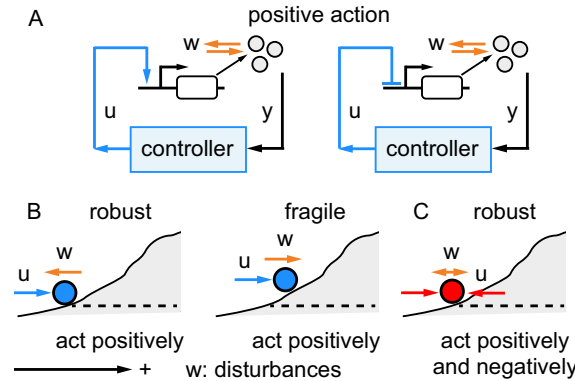 A
positive action
w
w
u
y
u
y
controller
controller
B
robust
fragile
C
robust
w
w
w
u
u
u
act positively
act positively
act positively
and negatively
+
w: disturbances